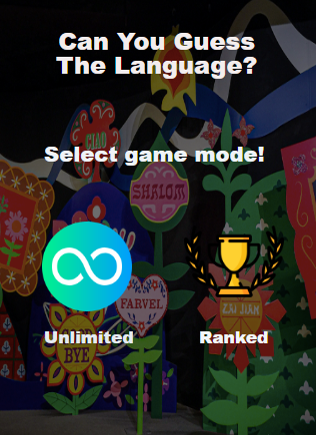 Can You Guess
The Language?
CIAO
Select game mode!
SHALOM
FARVEL
ZAI JIAN
Unlimited
Ranked
BYE